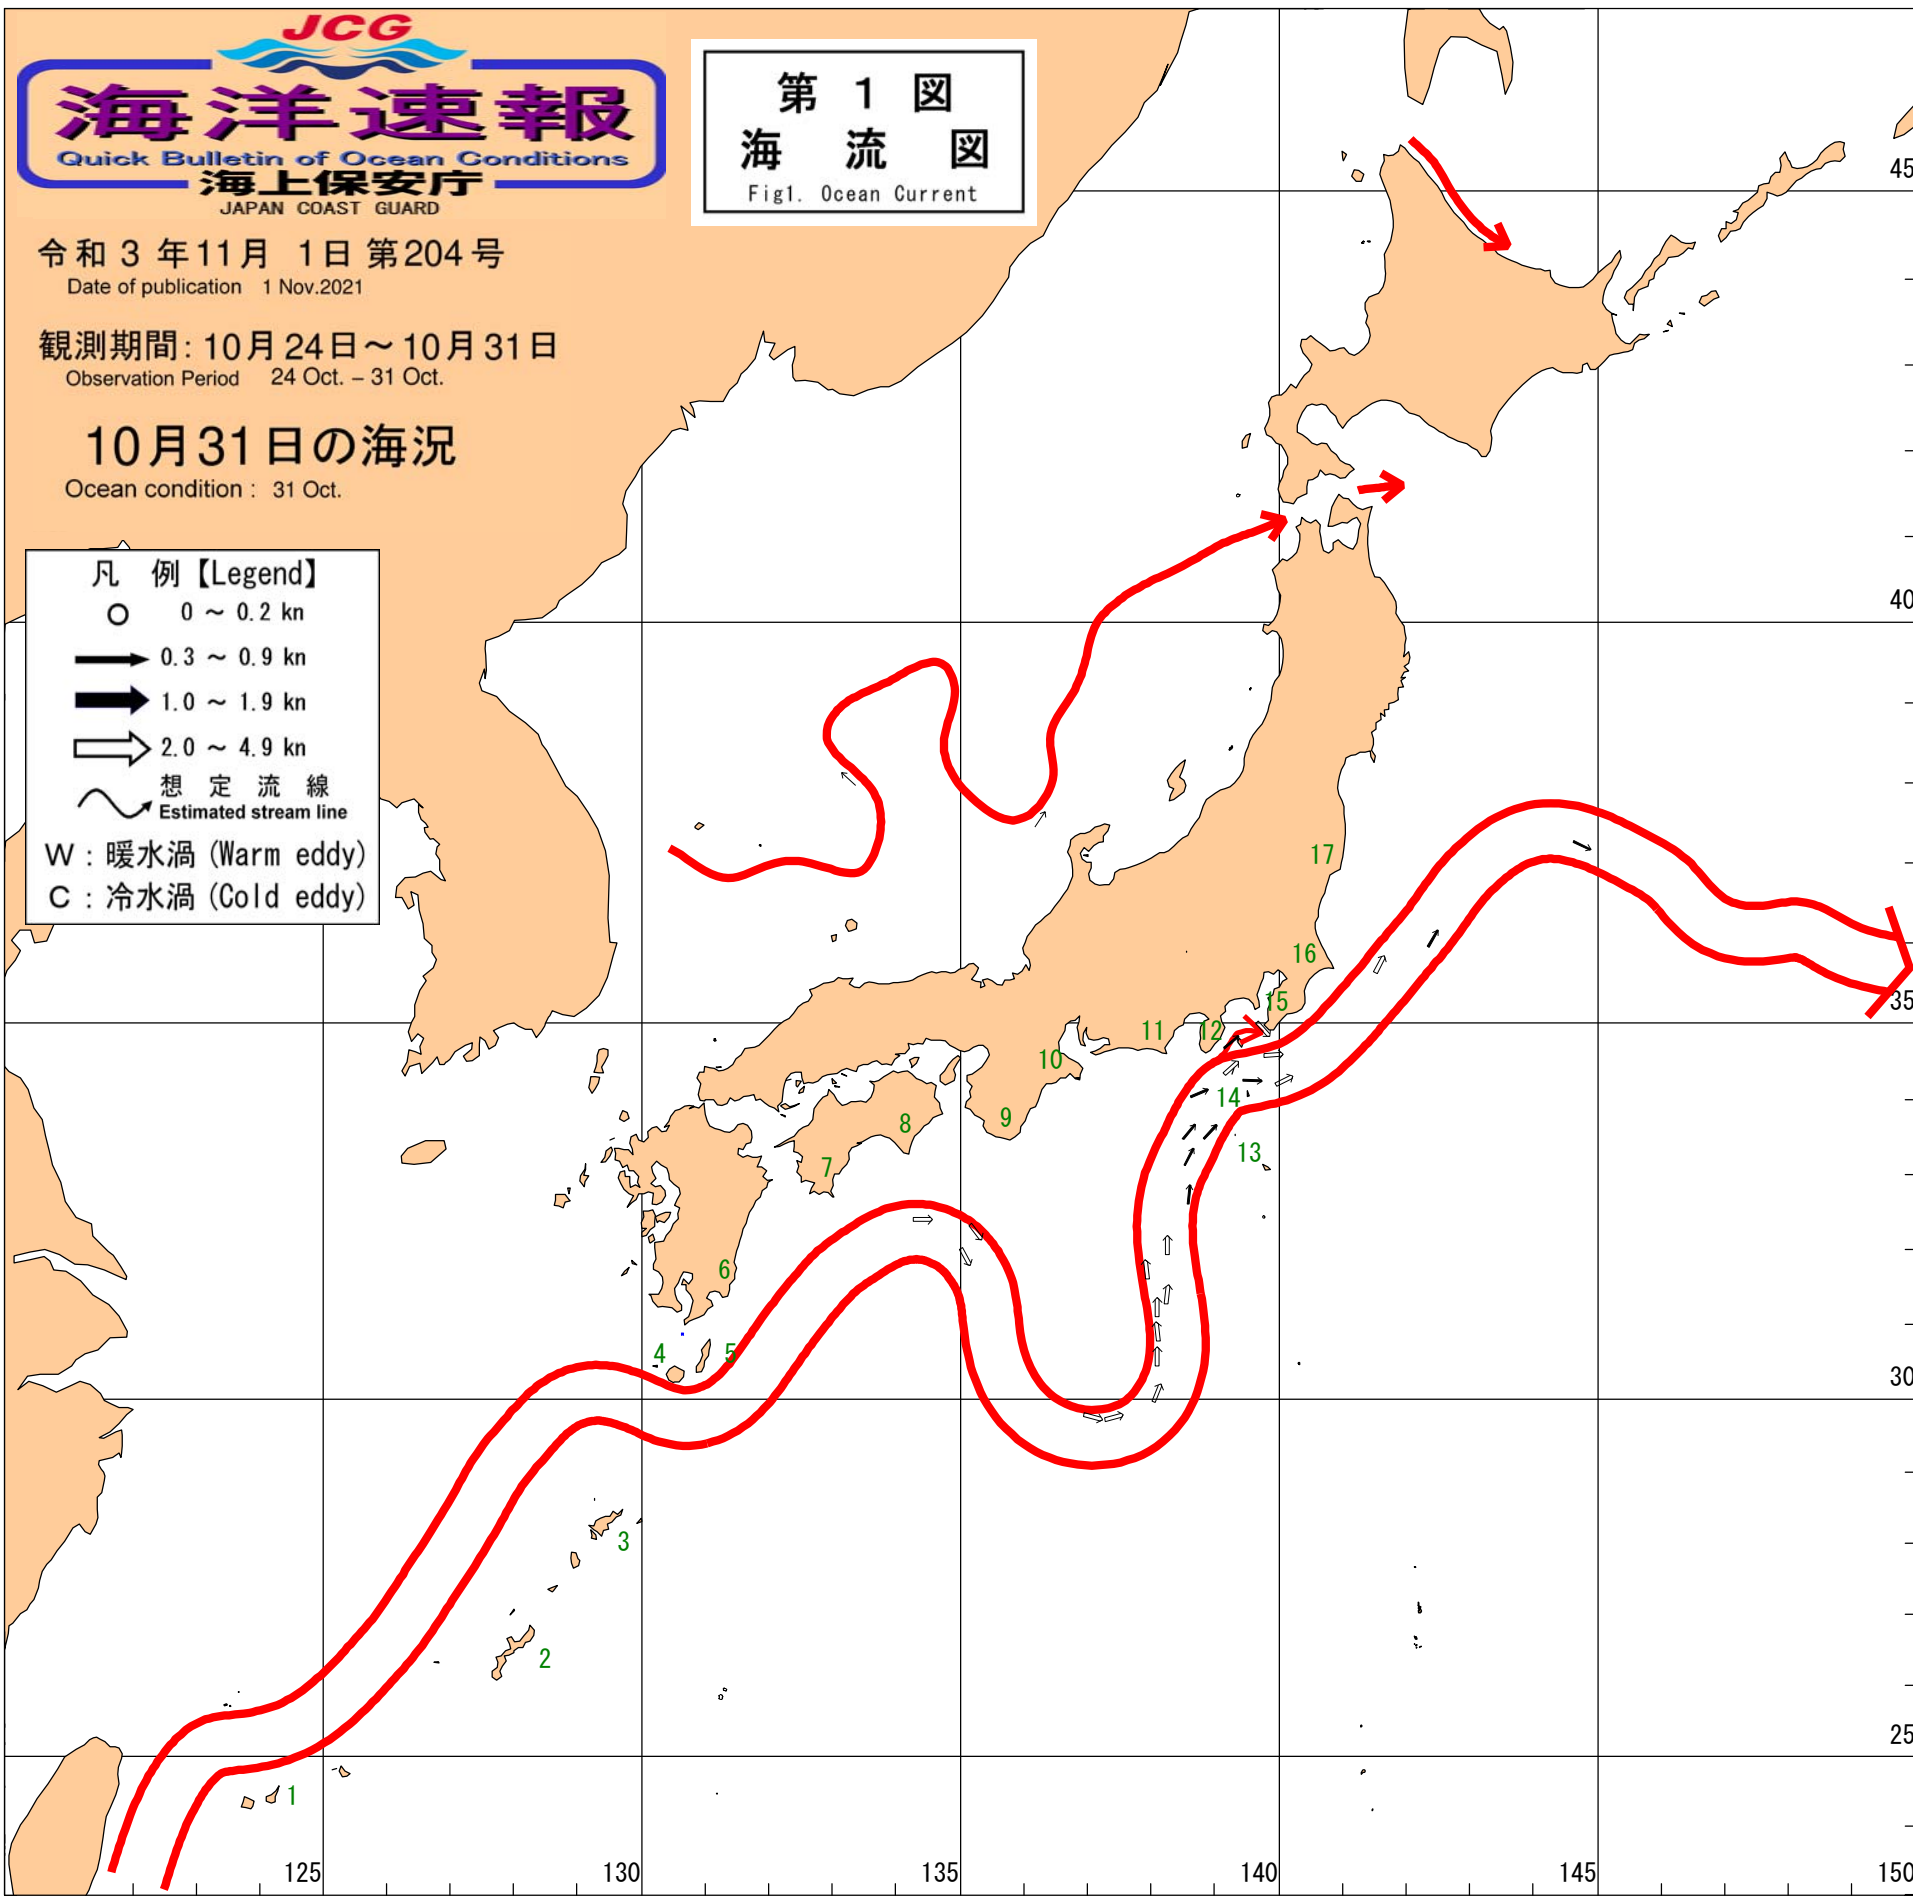 JCG
海洋速報
Quick Bulletin of Ocean Conditions
海上保安庁
JAPAN COAST GUARD
第 1 図
海 流 図
Fig1. Ocean Current
令和 3 年11月 1日 第204号
Date of publication 1 Nov.2021
観測期間: 10月24日～10月31日
Observation Period 24 Oct. – 31 Oct.
10月31日の海況
Ocean condition : 31 Oct.
凡 例【Legend】
0 ～ 0.2 kn
0.3 ～ 0.9 kn
1.0 ～ 1.9 kn
2.0 ～ 4.9 kn
想 定 流 線
Estimated stream line
W : 暖水渦 (Warm eddy)
C : 冷水渦 (Cold eddy)
45
40
17
16
35
15
12
11
10
14
9
8
13
7
6
4
5
30
3
2
25
1
125
130
135
140
145
150